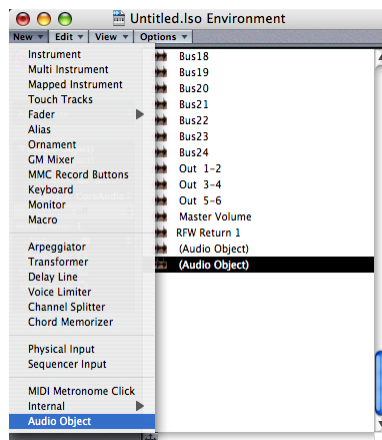 Untitled.lso Environment
New Edit View Options
Instrument
Multi Instrument
Mapped Instrument
Touch Tracks
Fader
Alias
Ornament
GM Mixer
MMC Record Buttons
Keyboard
Monitor
Macro
Arpeggiator
Transformer
Delay Line
Voice Limiter
Channel Splitter
Chord Memorizer
Physical Input
Sequencer Input
MIDI Metronome Click
Internal
Audio Object
Bus18
Bus19
Bus20
Bus21
Bus22
Bus23
Bus24
Out 1-2
Out 3-4
Out 5-6
Master Volume
RFW Return 1
(Audio Object)
(Audio Object)